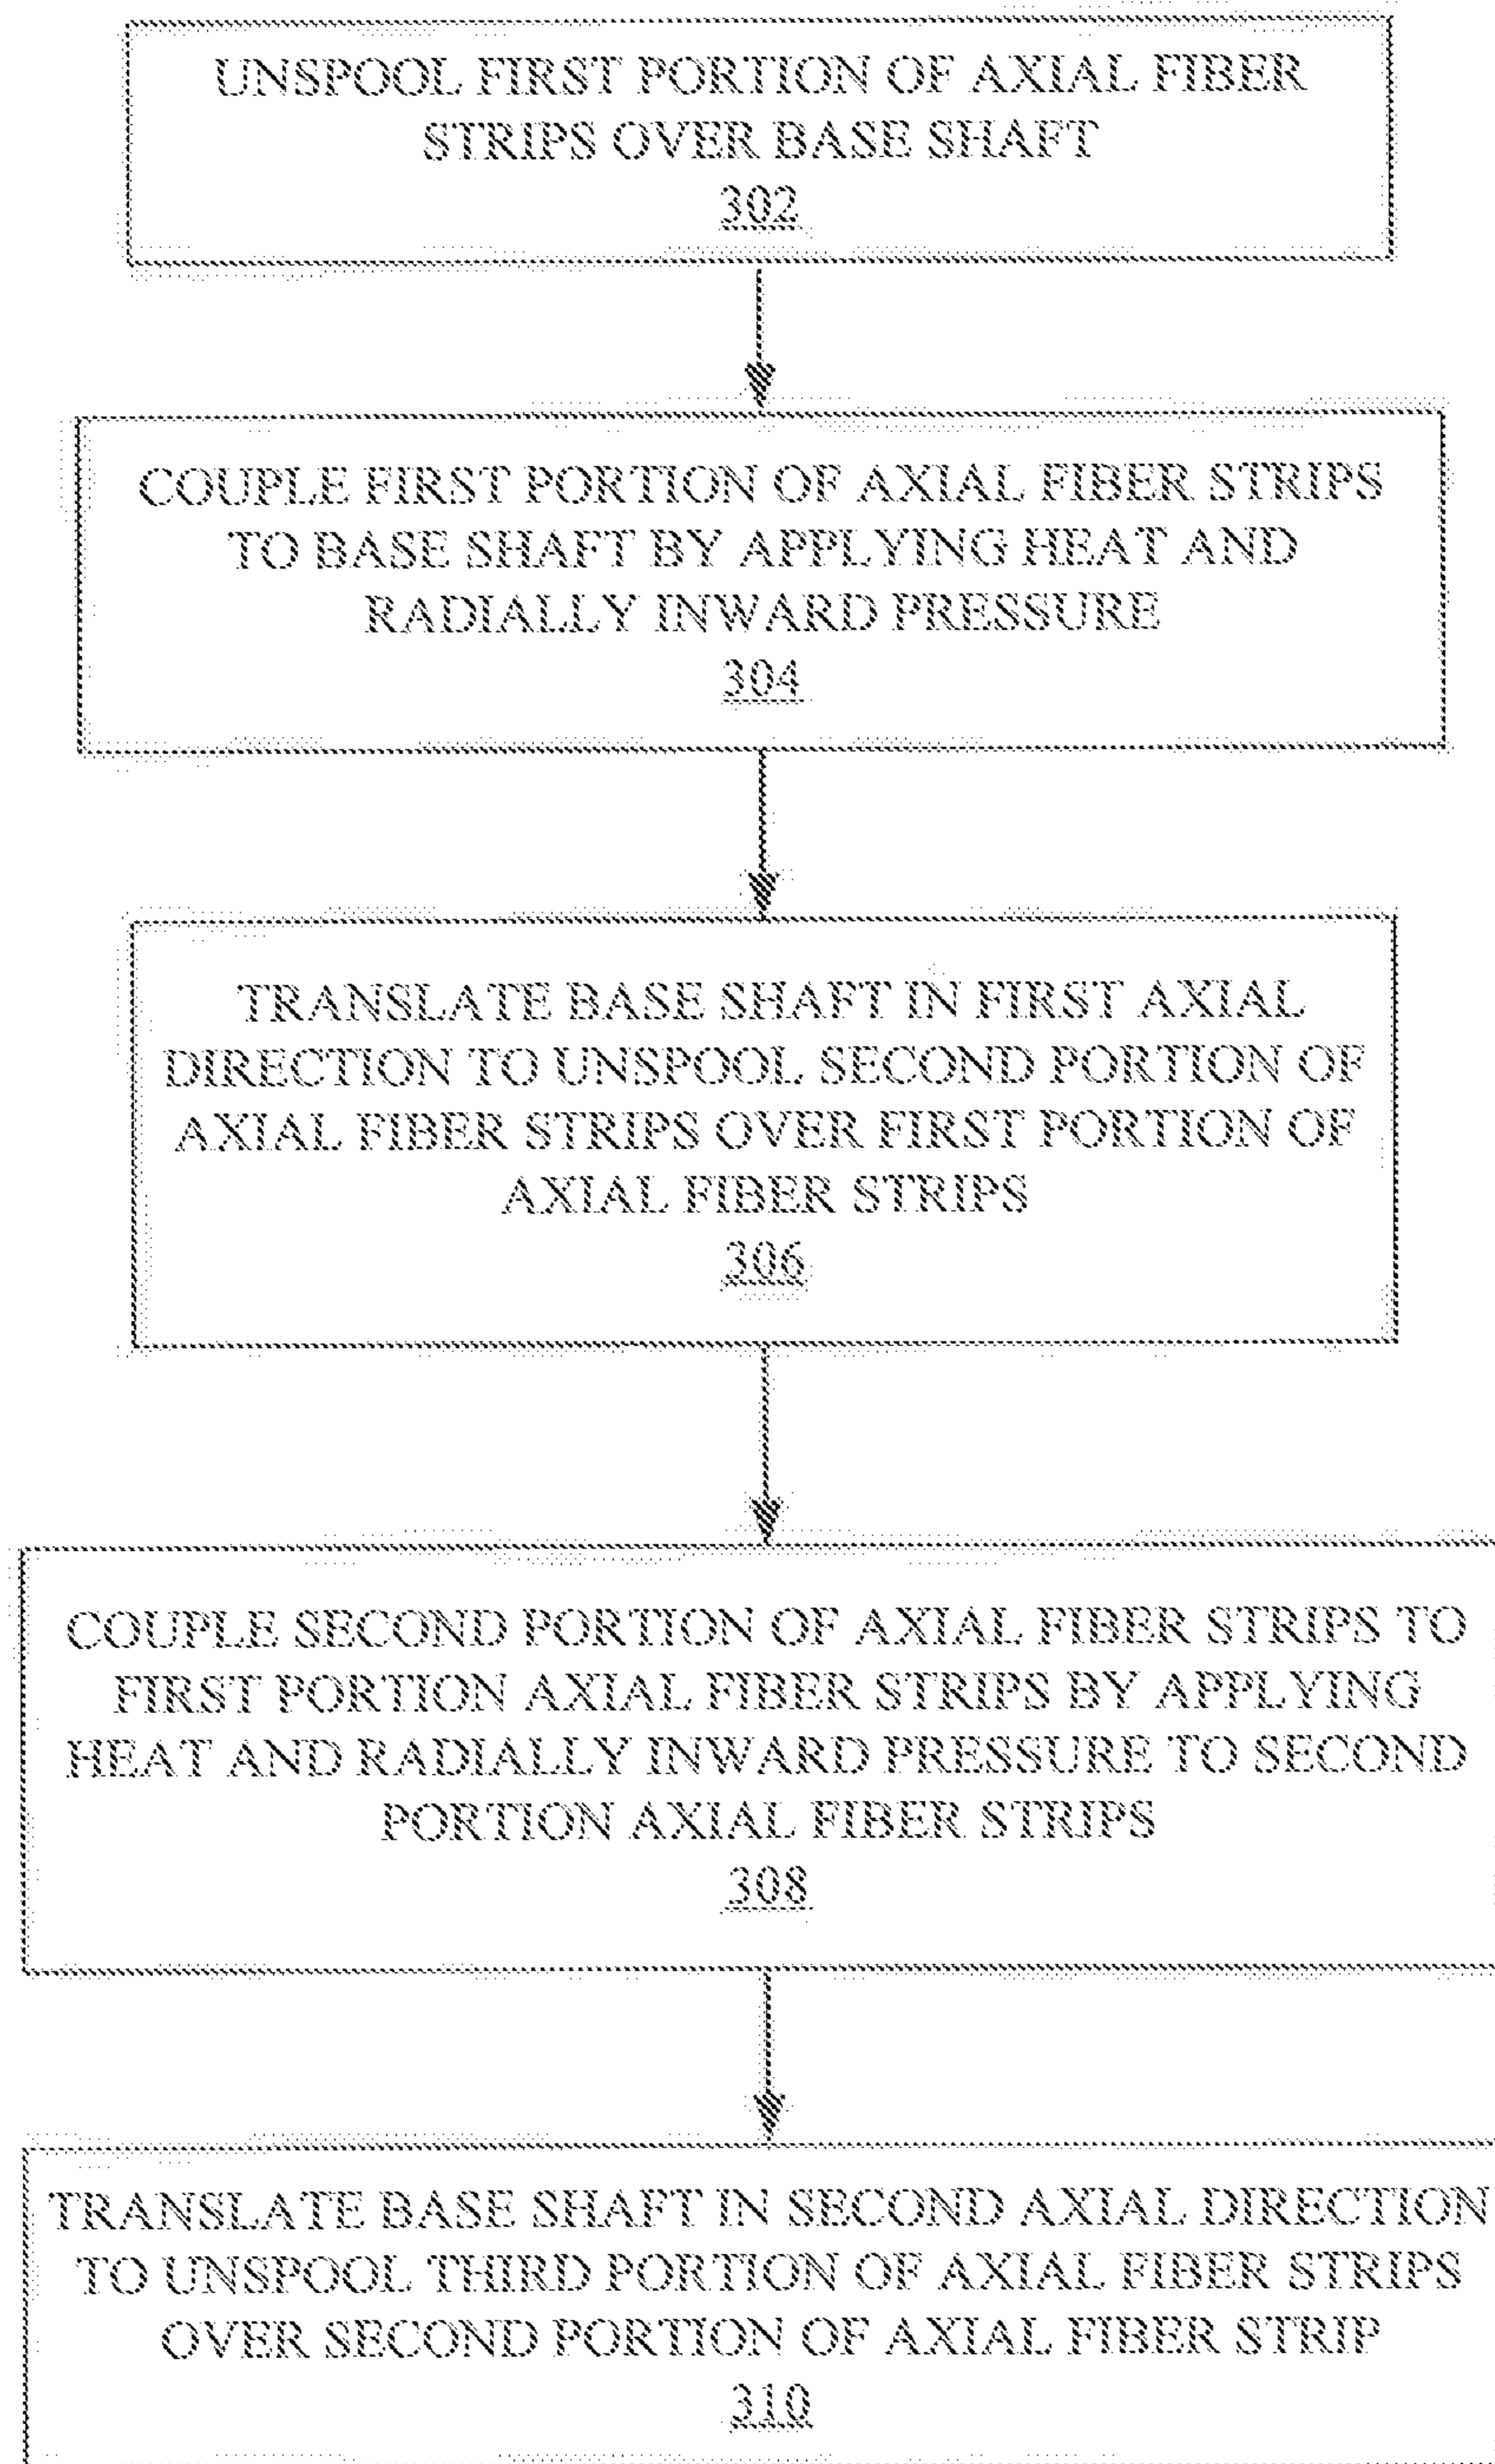 UNSPOOL FIRST PORTION OF AXIAL FIBER
STRIPS OVER BASE SHAFT
302
COUPLE FIRST PORTION OF AXIAL FIBER STRIPS
TO BASE SHAFT BY APPLYING HEAT AND
RADIALLY INWARD PRESSURE
304
TRANSLATE BASE SHAFT IN FIRST AXIAL
DIRECTION TO UNSPOOL SECOND PORTION OF
AXIAL FIBER STRIPS OVER FIRST PORTION OF
AXIAL FIBER STRIPS
306
COUPLE SECOND PORTION OF AXIAL FIBER STRIPS TO
FIRST PORTION AXIAL FIBER STRIPS BY APPLYING
HEAT AND RADIALLY INWARD PRESSURE TO SECOND
PORTION AXIAL FIBER STRIPS
308
TRANSLATE BASE SHAFT IN SECOND AXIAL DIRECTION
TO UNSPOOL THIRD PORTION OF AXIAL FIBER STRIPS
OVER SECOND PORTION OF AXIAL FIBER STRIP
310